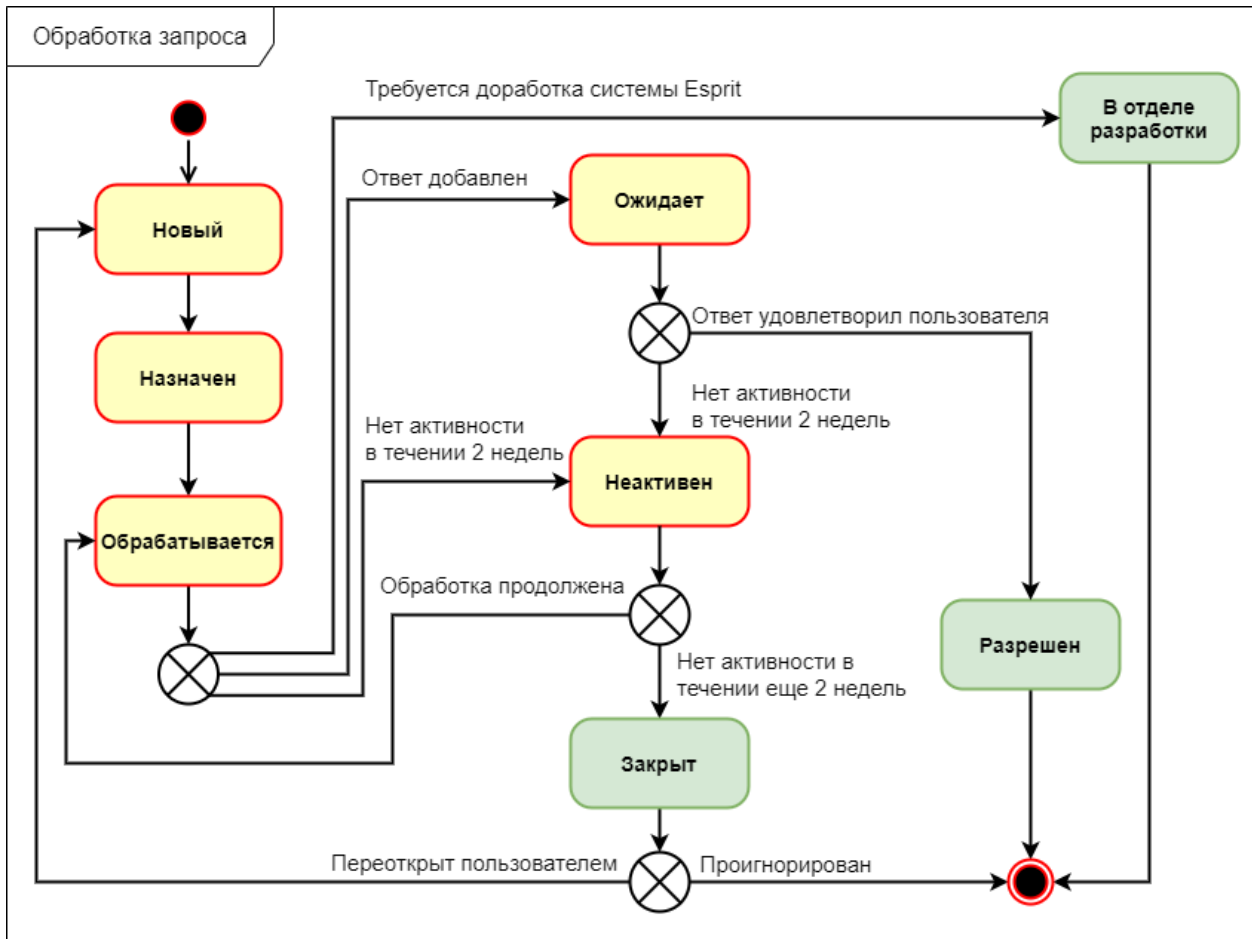 Обработка запроса
Требуется доработка системы Esprit
В отделе
разработки
Ответ добавлен
Ожидает
Новый
Ответ удовлетворил пользователя
Назначен
Нет активности
в течении 2 недель
Нет активности
в течении 2 недель
Неактивен
Обрабатывается
Обработка продолжена
Разрешен
Нет активности в
течении еще 2 недель
Закрыт
Переоткрыт пользователем
Проигнорирован